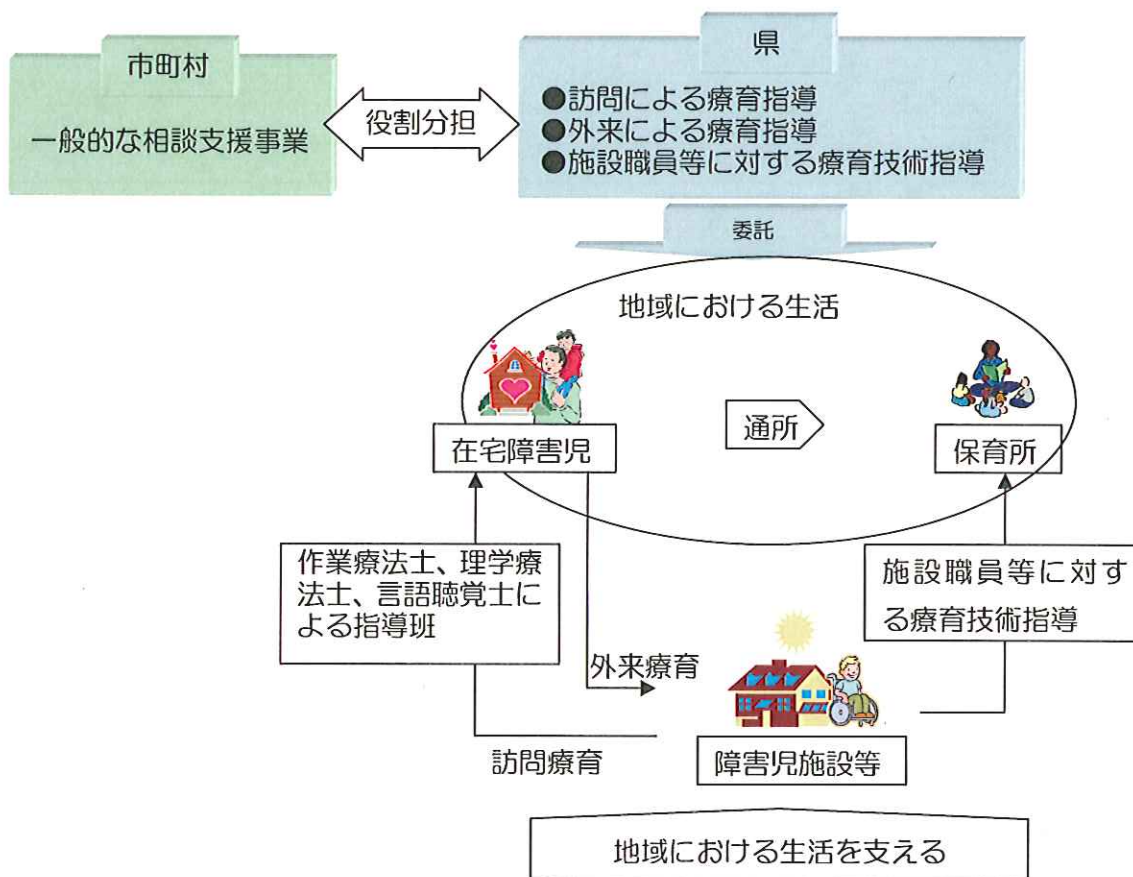 市町村
一般的な相談支援事業
役割分担
県
●訪問による療育指導
●外来による療育指導
●施設職員等に対する療育技術指導
委託
地域における生活
在宅障害児
通所
保育所
作業療法士、理学療
法士、言語聴覚士に
よる指導班
施設職員等に対す
る療育技術指導
外来療育
訪問療育
障害児施設等
地域における生活を支える